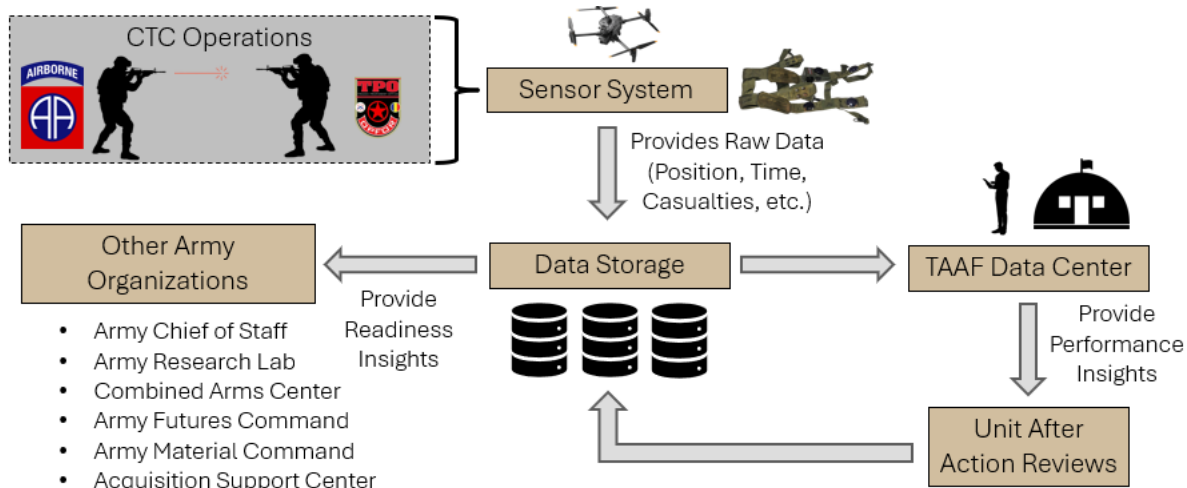 CTC Operations
AIRBORNE
AA
TPO
OPFOR
Sensor System
Provides Raw Data
(Position, Time,
Casualties, etc.)
Other Army
Organizations
Data Storage
TAAF Data Center
Provide
Readiness
Insights
Provide
Performance
Insights
• Army Chief of Staff
• Army Research Lab
• Combined Arms Center
• Army Futures Command
• Army Material Command
• Acquisition Support Center
Unit After
Action Reviews